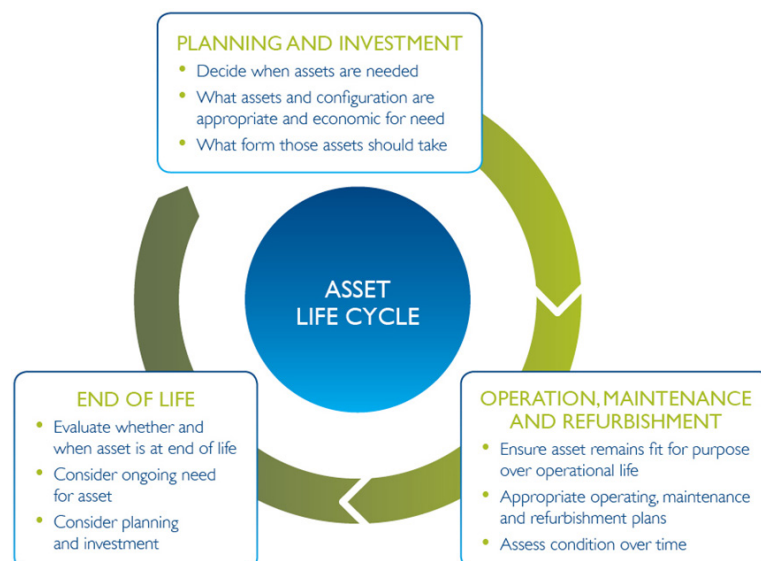 PLANNING AND INVESTMENT
• Decide when assets are needed
• What assets and configuration are
appropriate and economic for need
• What form those assets should take
ASSET
LIFE CYCLE
END OF LIFE
• Evaluate whether and
when asset is at end of life
• Consider ongoing need
for asset
• Consider planning
and investment
OPERATION, MAINTENANCE
AND REFURBISHMENT
• Ensure asset remains fit for purpose
over operational life
• Appropriate operating, maintenance
and refurbishment plans
• Assess condition over time